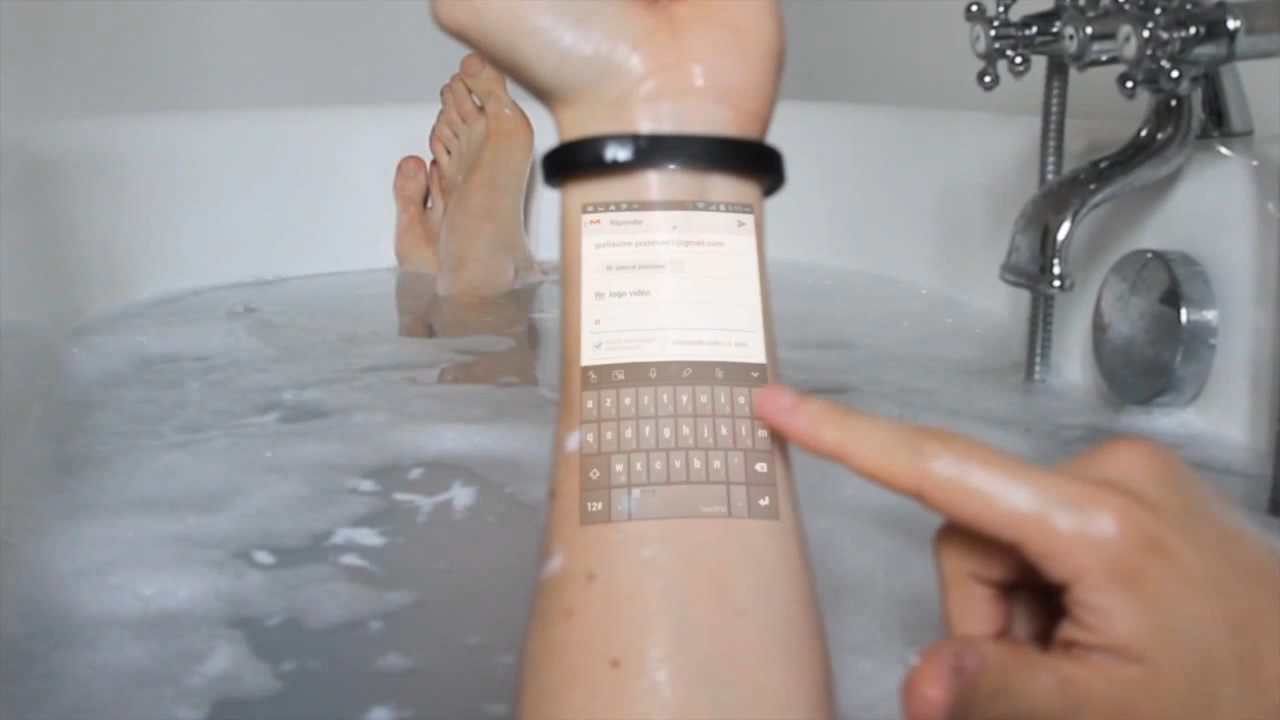 Répondre
guillaume.pommier1@gmail.com
M. pascal pommier
Re: logo video
o
a z e r t y u i o
q s d f g h j k l m
w x c v b n '
12#